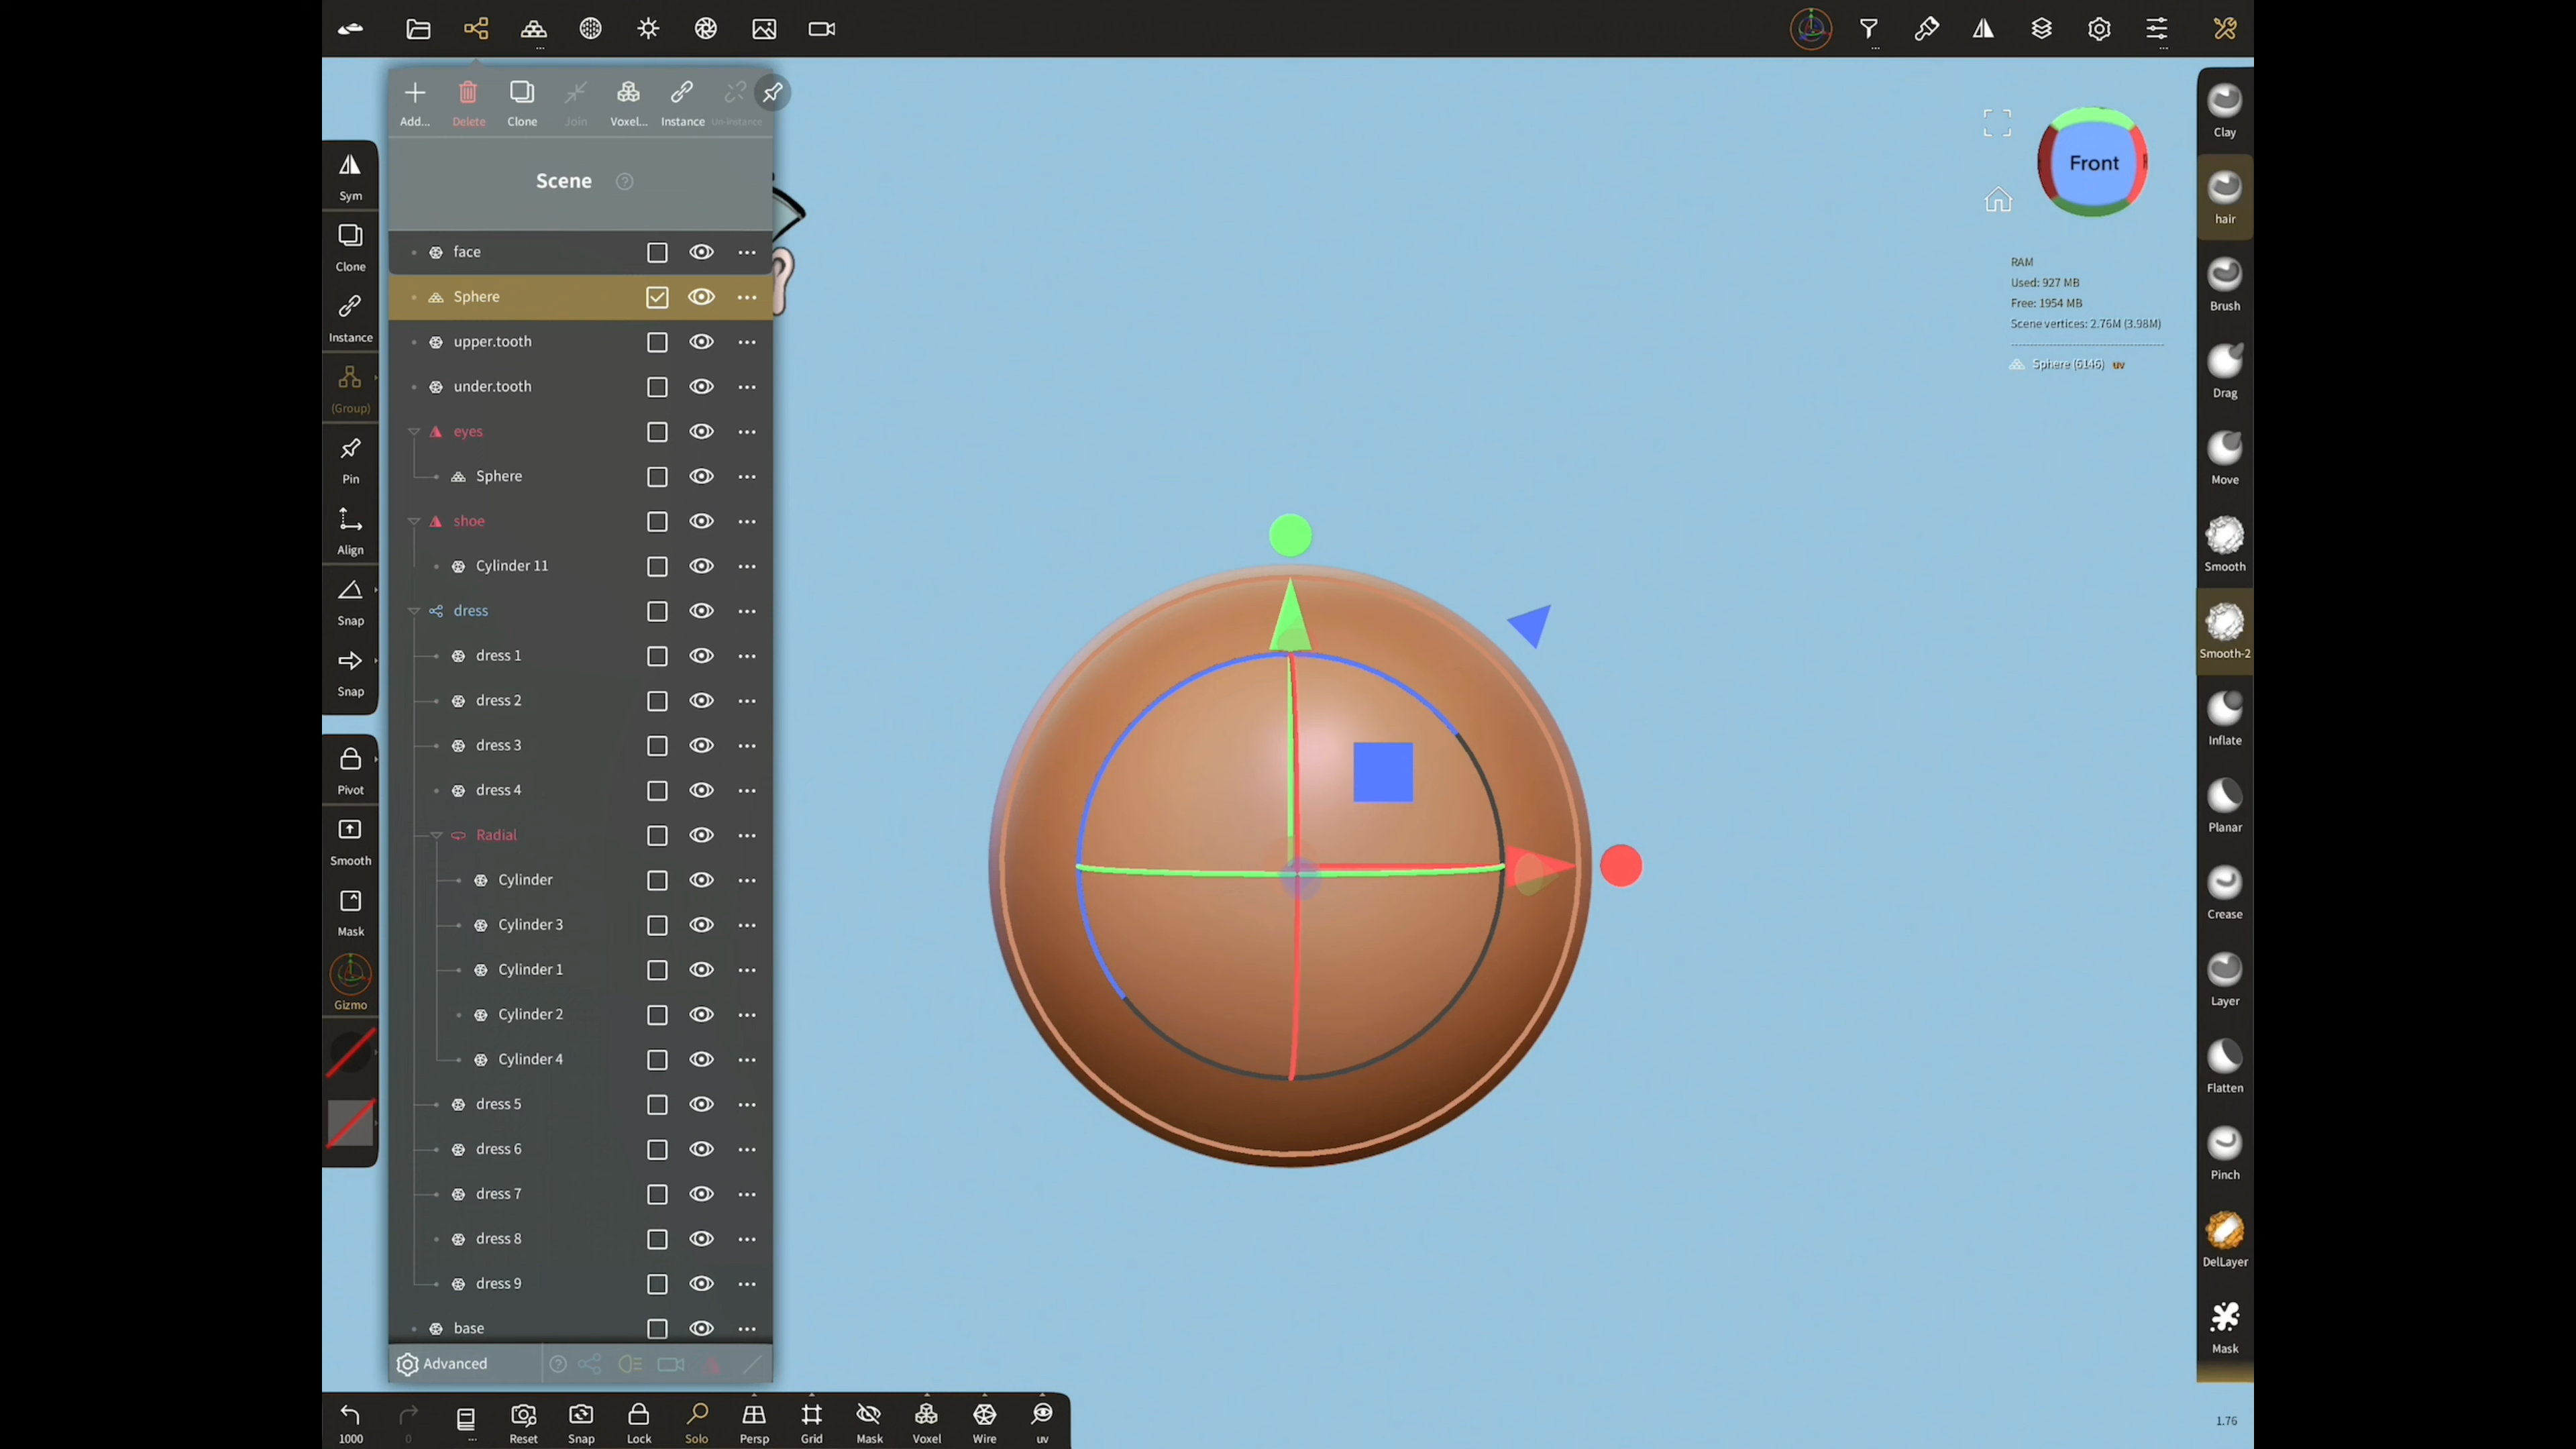 Add...
Delete
Clone
Join
Voxel...
Instance
Un-instance
Scene
?
face
Sphere
upper.tooth
under.tooth
eyes
Sphere
shoe
Cylinder 11
dress
dress 1
dress 2
dress 3
dress 4
Radial
Cylinder
Cylinder 3
Cylinder 1
Cylinder 2
Cylinder 4
dress 5
dress 6
dress 7
dress 8
dress 9
base
Advanced
?
Sym
Clone
Instance
(Group)
Pin
Align
Snap
Snap
Pivot
Smooth
Mask
Gizmo
Front
RAM
Used: 927 MB
Free: 1954 MB
Scene vertices: 2.76M (3.98M)
Sphere (6146) uv
Clay
hair
Brush
Drag
Move
Smooth
Smooth-2
Inflate
Planar
Crease
Layer
Flatten
Pinch
DelLayer
Mask
1000
0
...
Reset
Snap
Lock
Solo
Persp
Grid
Mask
Voxel
Wire
uv
1.76